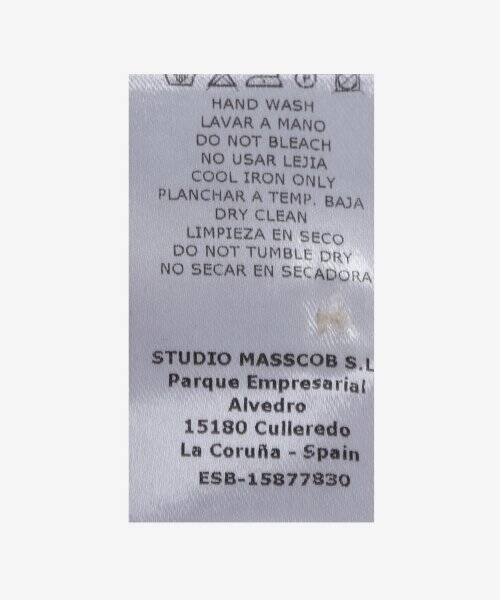 HAND WASH
LAVAR A MANO
DO NOT BLEACH
NO USAR LEJIA
COOL IRON ONLY
PLANCHAR A TEMP. BAJA
DRY CLEAN
LIMPIEZA EN SECO
DO NOT TUMBLE DRY
NO SECAR EN SECADORA
STUDIO MASSCOB S.L
Parque Empresarial
Alvedro
15180 Culleredo
La Coruña - Spain
ESB-15877830